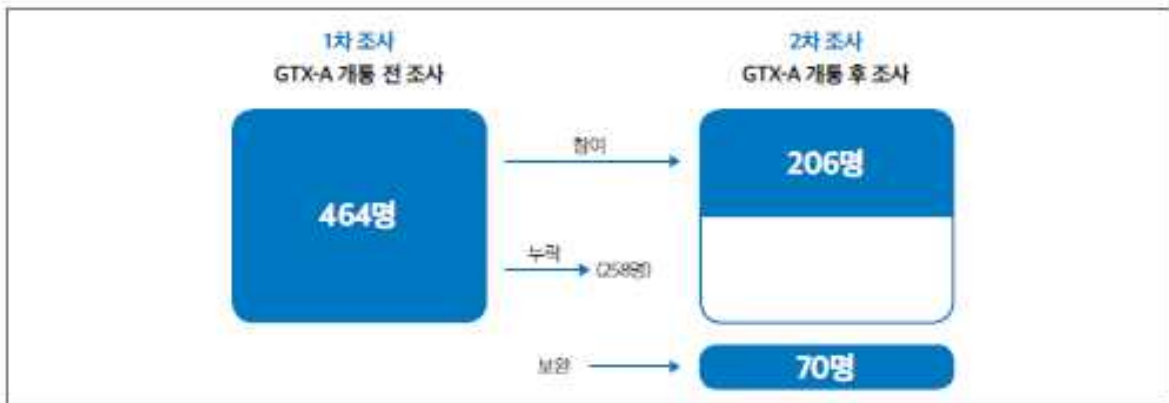 1차 조사
GTX-A 개통 전 조사
2차 조사
GTX-A 개통 후 조사
464명
참여
206명
누락
(258명)
보완
70명